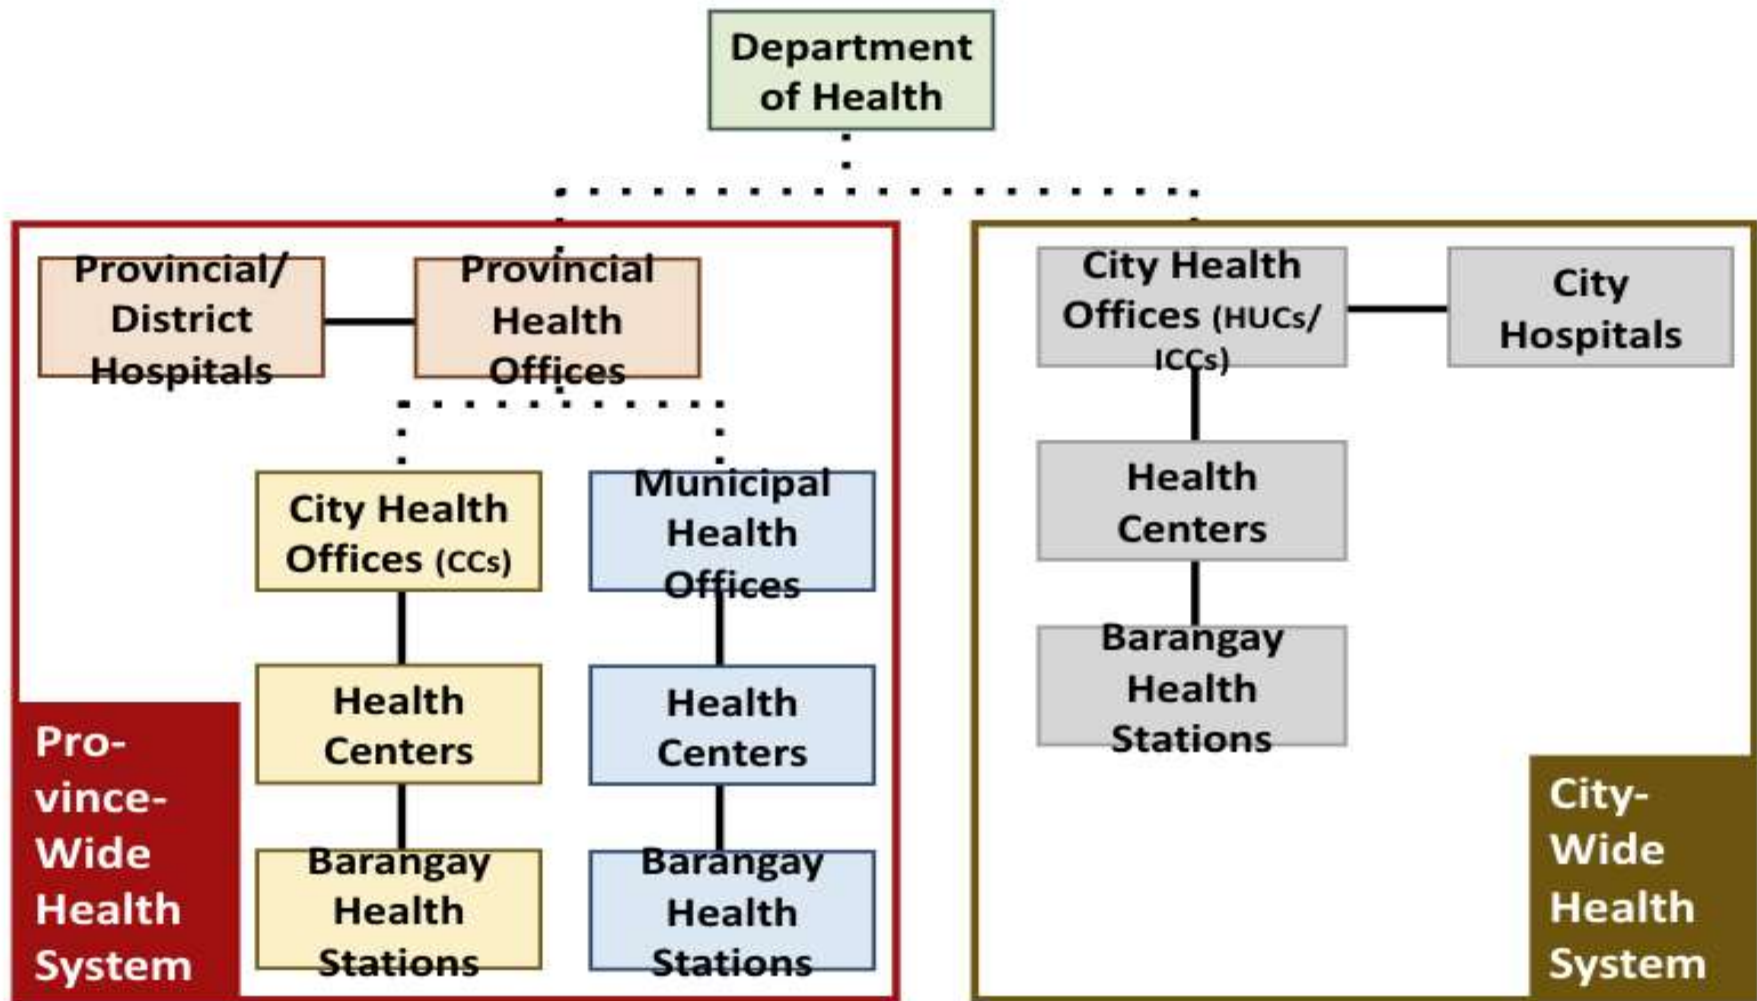 Department
of Health
Provincial/
District
Hospitals
Provincial
Health
Offices
City Health
Offices (CCs)
Municipal
Health
Offices
Health
Centers
Health
Centers
Barangay
Health
Stations
Barangay
Health
Stations
Pro-
vince-
Wide
Health
System
City Health
Offices (HUCs/
ICCs)
City
Hospitals
Health
Centers
Barangay
Health
Stations
City-
Wide
Health
System